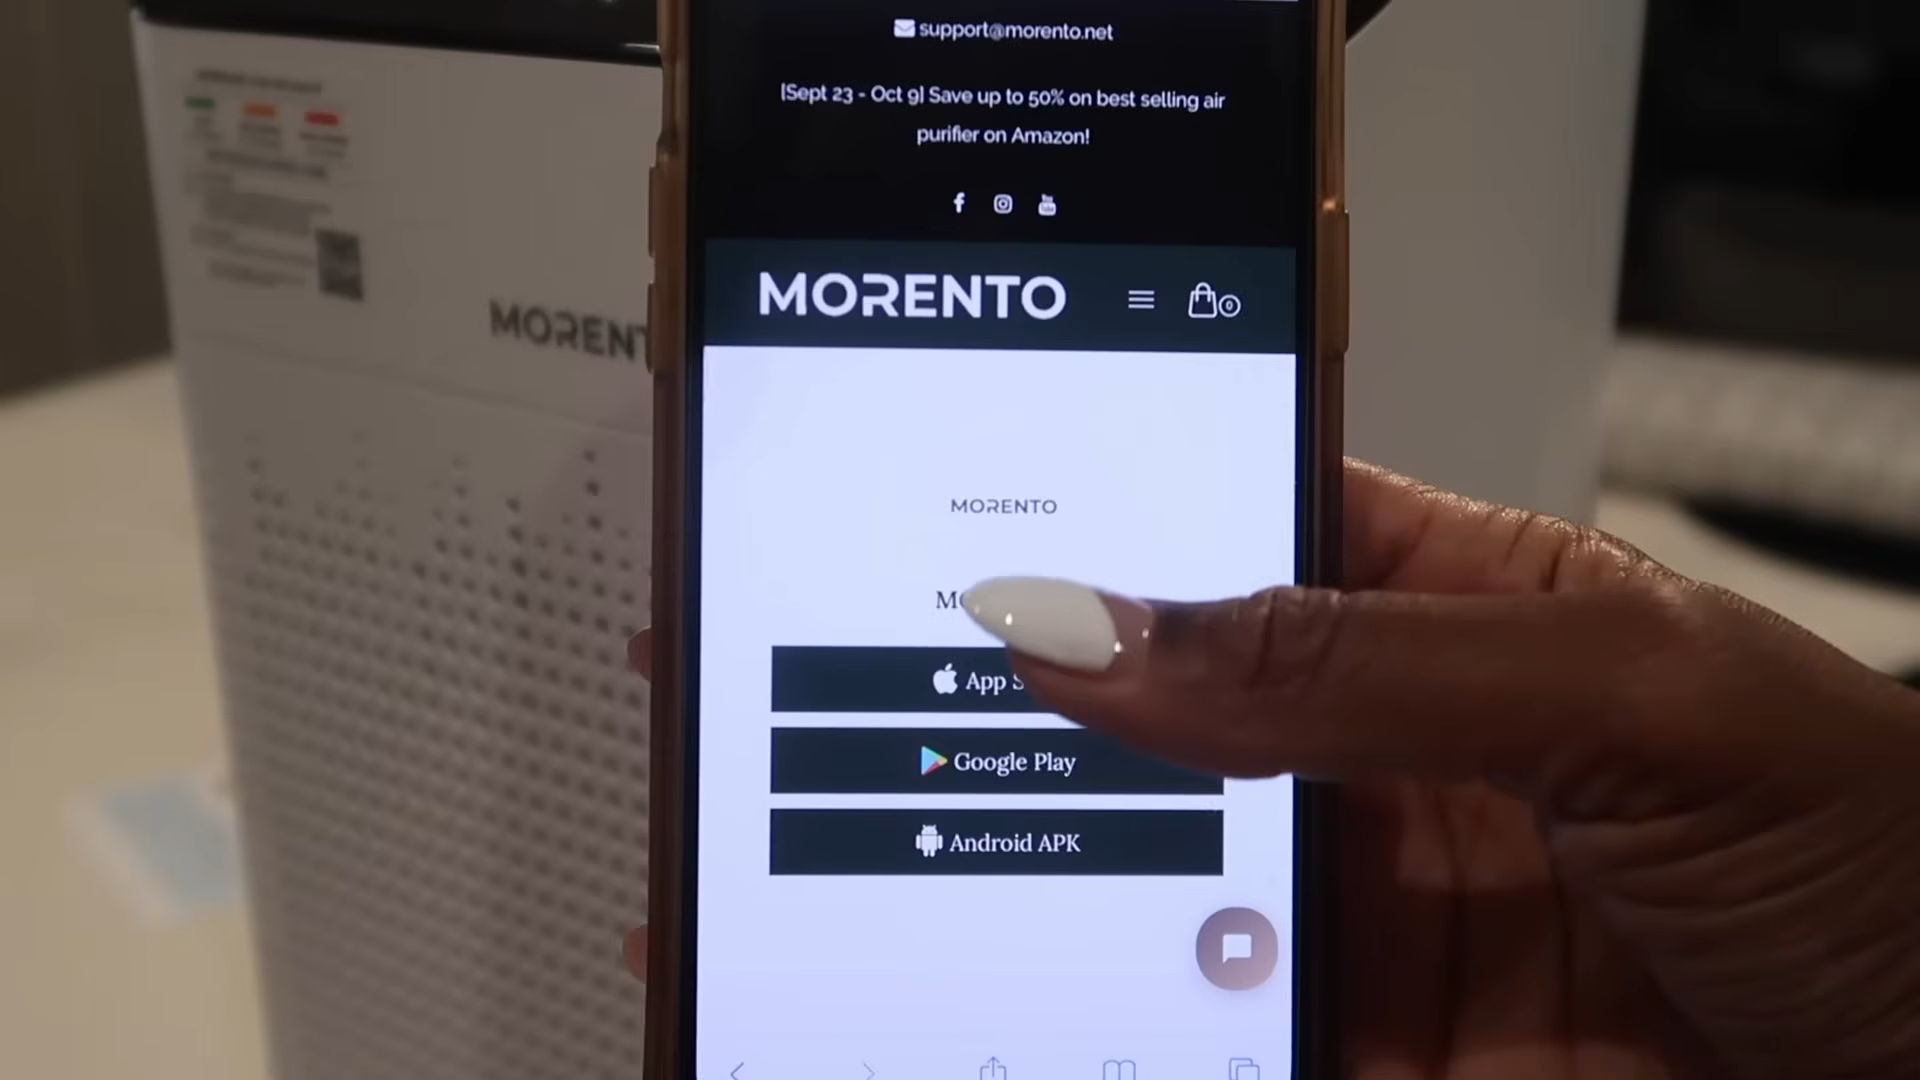 support@morento.net
[Sept 23 - Oct 9] Save up to 50% on best selling air
purifier on Amazon!
MORENTO
0
MORENT
MORENTO
App S
Google Play
Android APK